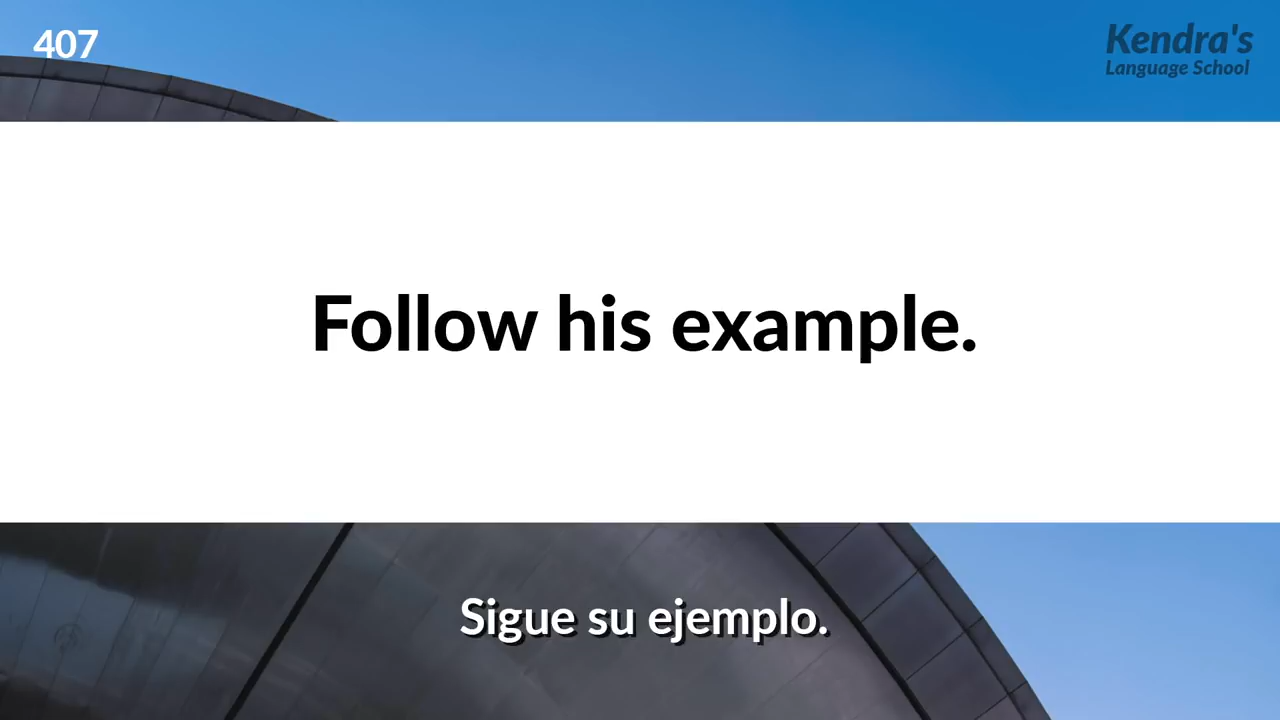 407
Kendra's
Language School
Follow his example.
Sigue su ejemplo.